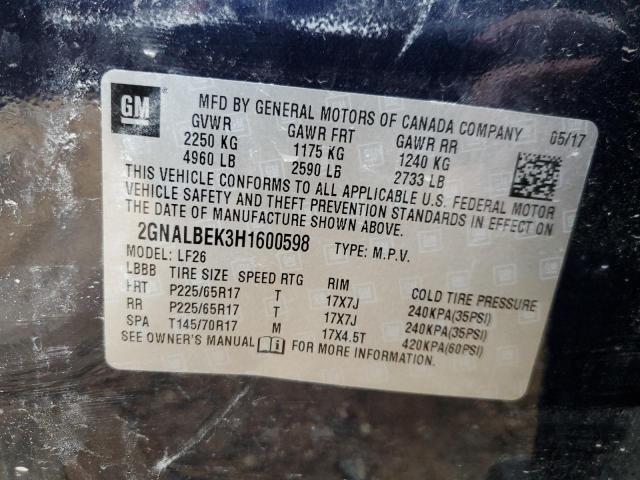 GM
MFD BY GENERAL MOTORS OF CANADA COMPANY 05/17
GVWR GAWR FRT GAWR RR
2250 KG 1175 KG 1240 KG
4960 LB 2590 LB 2733 LB
THIS VEHICLE CONFORMS TO ALL APPLICABLE U.S. FEDERAL MOTOR
VEHICLE SAFETY AND THEFT PREVENTION STANDARDS IN EFFECT ON
THE DATE OF MANUFACTURE SHOWN ABOVE.
2GNALBEK3H1600598 TYPE: M.P.V.
MODEL: LF26
LBBB TIRE SIZE SPEED RTG RIM COLD TIRE PRESSURE
FRT P225/65R17 T 17X7J 240KPA(35PSI)
RR P225/65R17 T 17X7J 240KPA(35PSI)
SPA T145/70R17 M 17X4.5T 420KPA(60PSI)
SEE OWNER'S MANUAL FOR MORE INFORMATION.